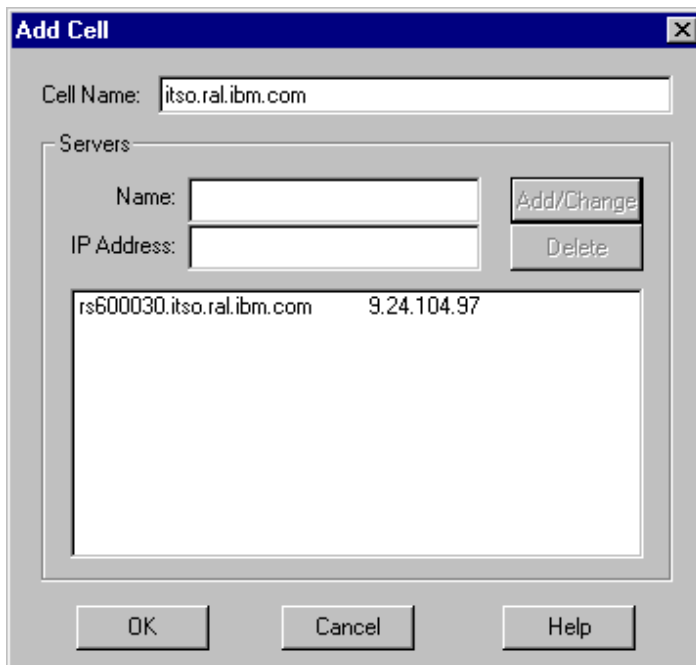 Add Cell
Cell Name: itso.ral.ibm.com
Servers
Name:
Add/Change
IP Address:
Delete
rs600030.itso.ral.ibm.com 9.24.104.97
OK Cancel Help